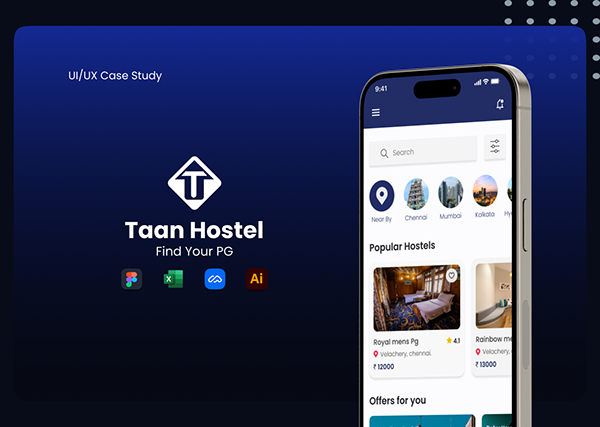 UI/UX Case Study
T
Taan Hostel
Find Your PG
X
Ai
9:41
Search
Near By
Chennai
Mumbai
Kolkata
Hy
Popular Hostels
Royal mens Pg
4.1
Velachery, chennai.
₹ 12000
Rainbow me
Velachery,
₹ 13000
Offers for you